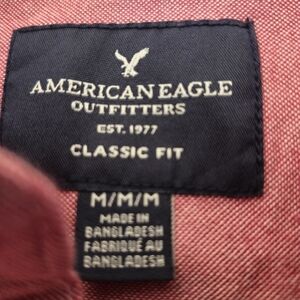 AMERICAN EAGLE
OUTFITTERS
EST. 1977
CLASSIC FIT
M/M/M
MADE IN
BANGLADESH
FABRIQUÉ AU
BANGLADESH